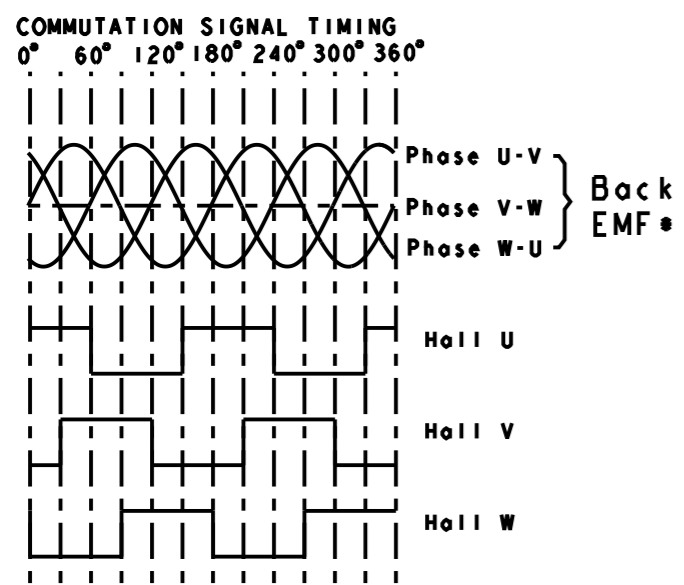 COMMUTATION SIGNAL TIMING
0° 60° 120° 180° 240° 300° 360°
Phase U-V
Phase V-W
Phase W-U
Back
EMF*
Hall U
Hall V
Hall W